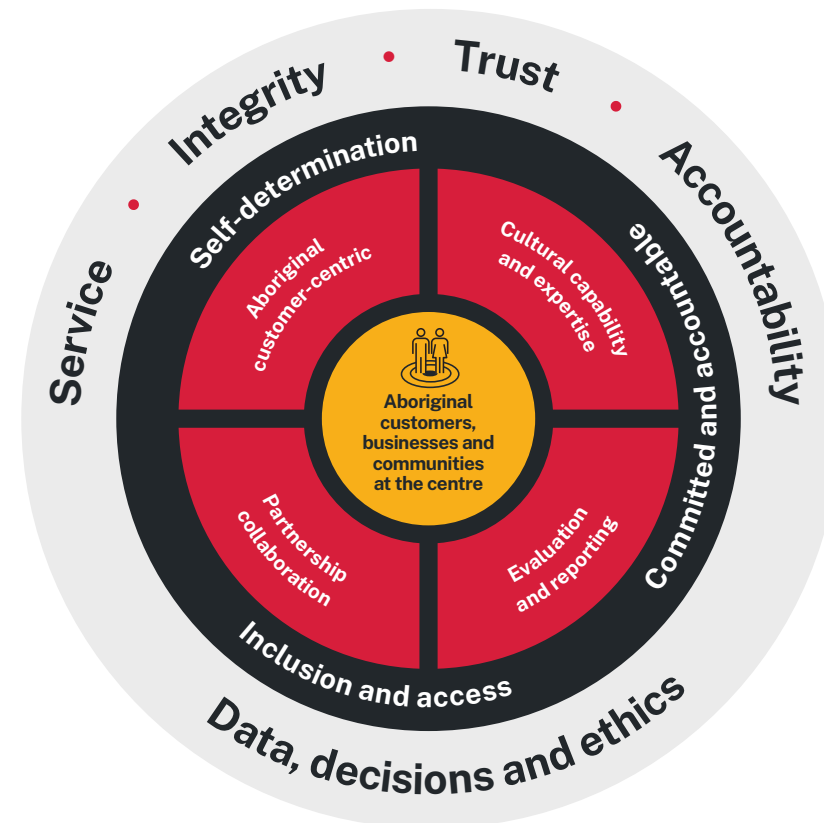 Service
Integrity
Trust
Accountability
Data, decisions and ethics
Self-determination
Committed and accountable
Inclusion and access
Aboriginal
customer-centric
Cultural capability
and expertise
Partnership
collaboration
Evaluation
and reporting
Aboriginal
customers,
businesses and
communities
at the centre